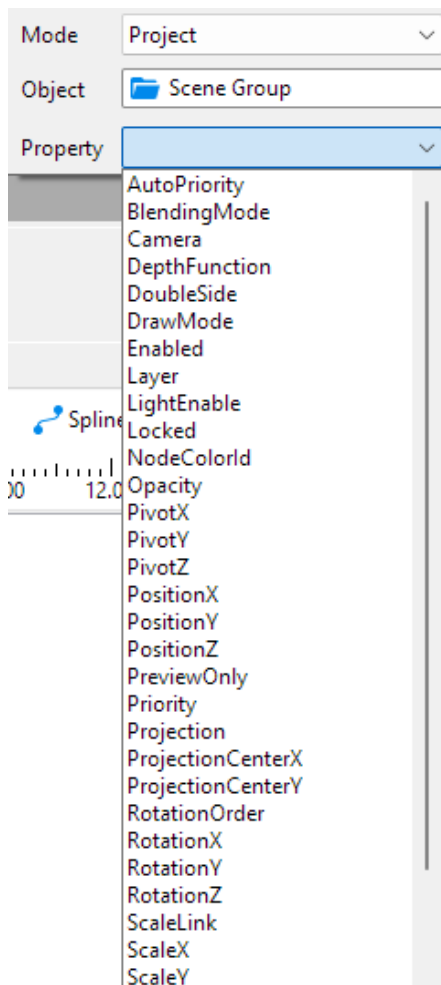 Mode Project
Object Scene Group
Property
AutoPriority
BlendingMode
Camera
DepthFunction
DoubleSide
DrawMode
Enabled
Layer
LightEnable
Spline
Locked
NodeColorId
00 12.0
Opacity
PivotX
PivotY
PivotZ
PositionX
PositionY
PositionZ
PreviewOnly
Priority
Projection
ProjectionCenterX
ProjectionCenterY
RotationOrder
RotationX
RotationY
RotationZ
ScaleLink
ScaleX
ScaleY